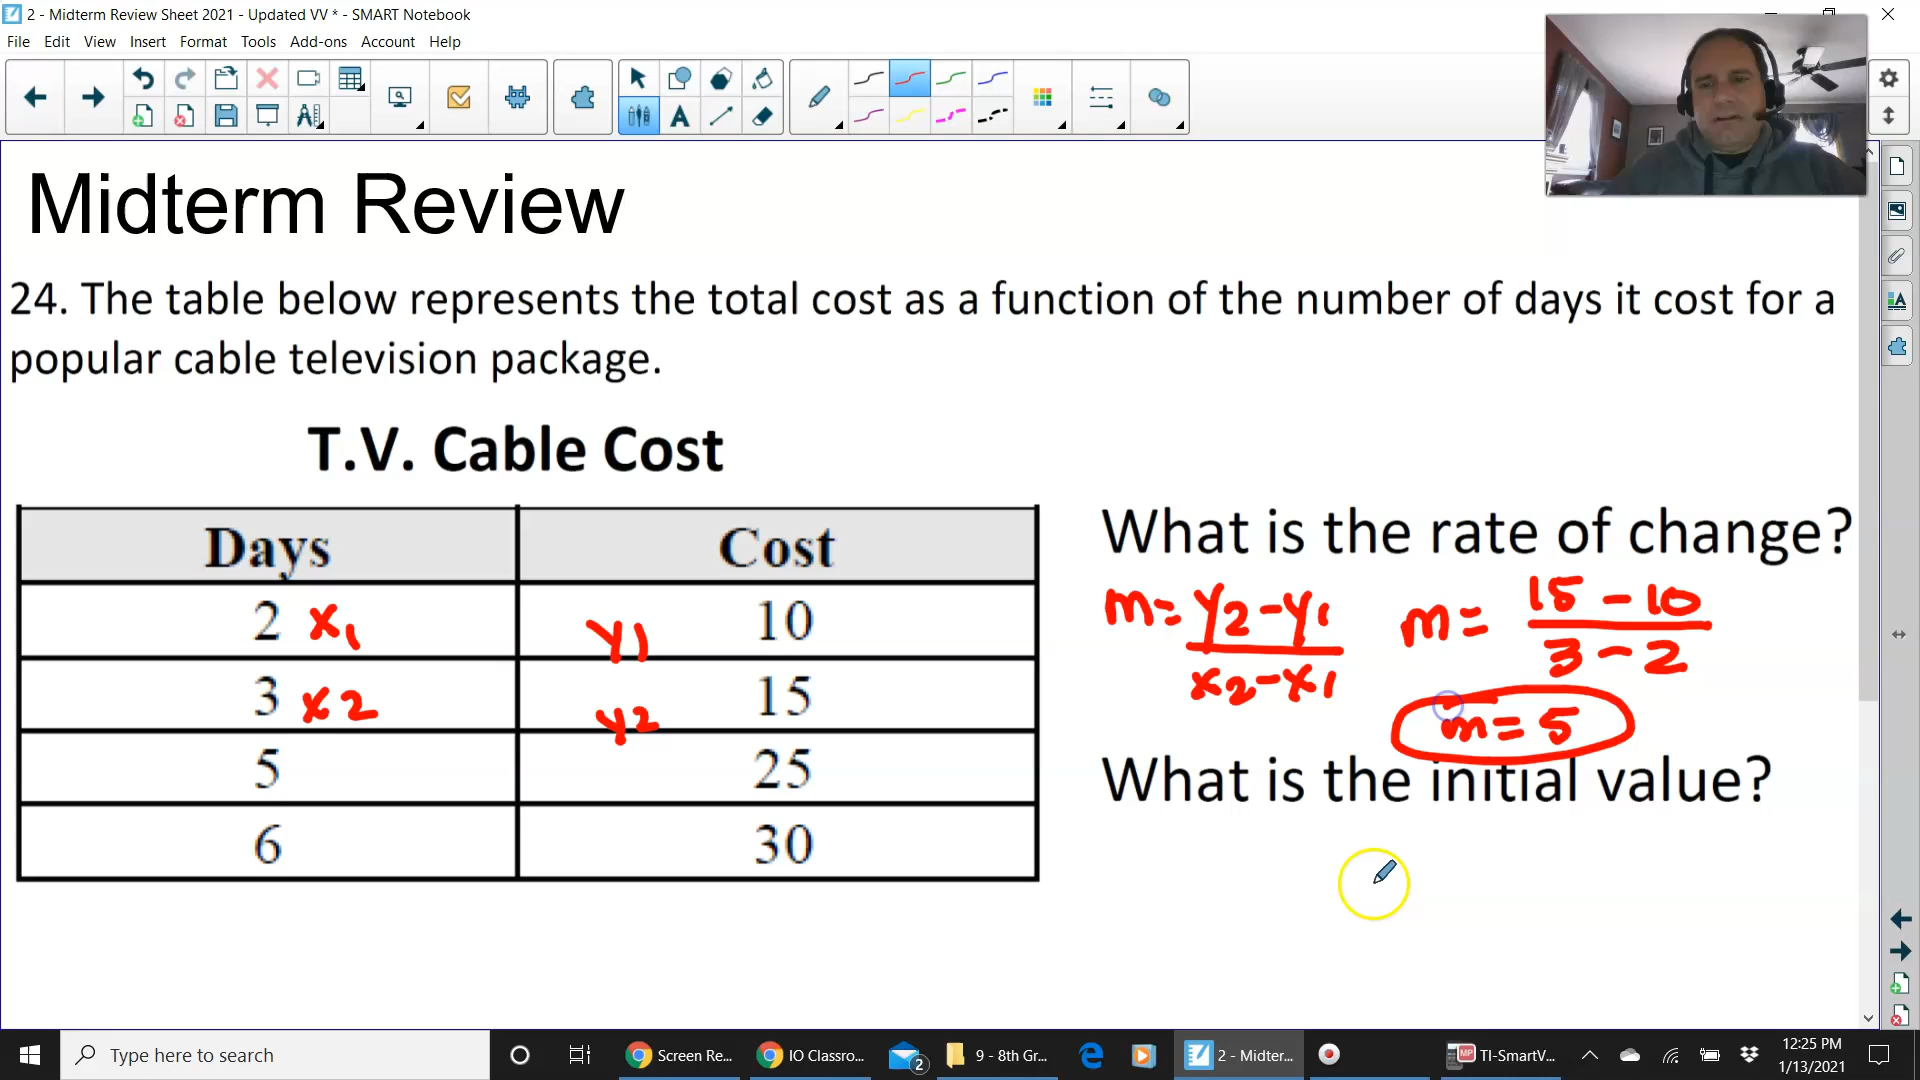 2 - Midterm Review Sheet 2021 - Updated VV * - SMART Notebook
File Edit View Insert Format Tools Add-ons Account Help
Midterm Review
24. The table below represents the total cost as a function of the number of days it cost for a
popular cable television package.
T.V. Cable Cost
Days Cost
2 x1 y1 10
3 x2 y2 15
5 25
6 30
What is the rate of change?
m = y2-y1 m = 15 - 10
x2-x1 3 - 2
m = 5
What is the initial value?
Type here to search
Screen Re...
IO Classro...
2
9 - 8th Gr...
2 - Midter...
TI-SmartV...
12:25 PM
1/13/2021